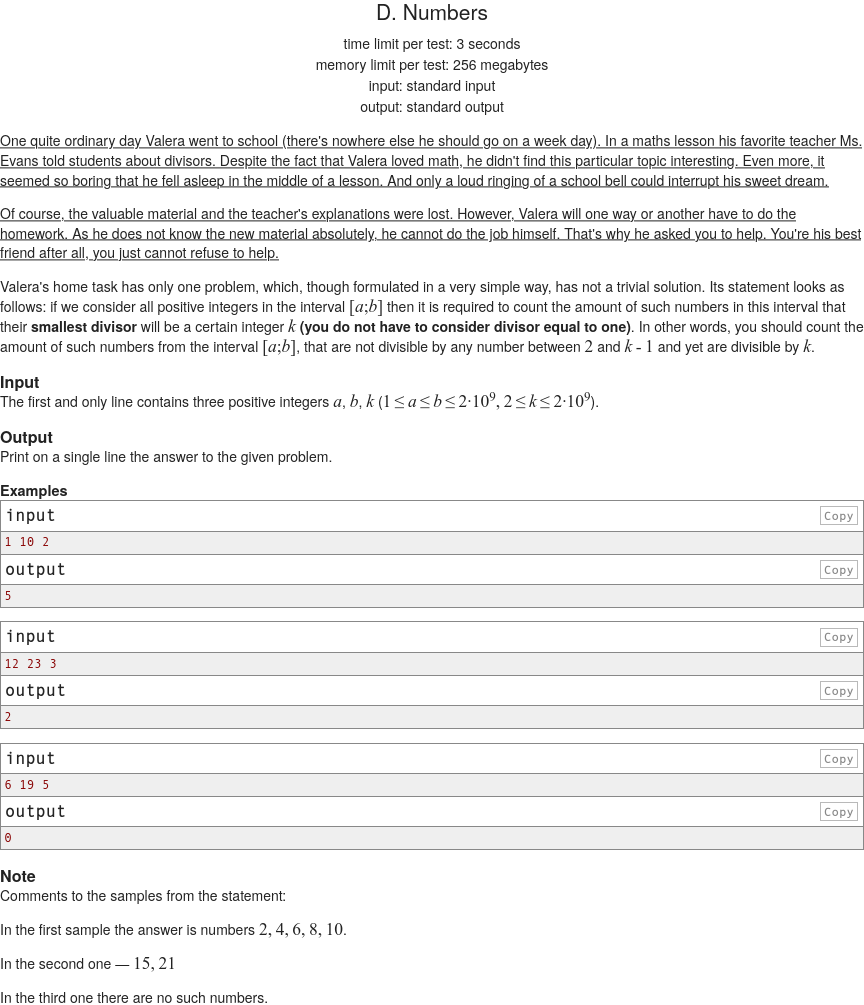 D. Numbers
time limit per test: 3 seconds
memory limit per test: 256 megabytes
input: standard input
output: standard output
One quite ordinary day Valera went to school (there's nowhere else he should go on a week day). In a maths lesson his favorite teacher Ms.
Evans told students about divisors. Despite the fact that Valera loved math, he didn't find this particular topic interesting. Even more, it
seemed so boring that he fell asleep in the middle of a lesson. And only a loud ringing of a school bell could interrupt his sweet dream.
Of course, the valuable material and the teacher's explanations were lost. However, Valera will one way or another have to do the
homework. As he does not know the new material absolutely, he cannot do the job himself. That's why he asked you to help. You're his best
friend after all, you just cannot refuse to help.
Valera's home task has only one problem, which, though formulated in a very simple way, has not a trivial solution. Its statement looks as
follows: if we consider all positive integers in the interval [a;b] then it is required to count the amount of such numbers in this interval that
their smallest divisor will be a certain integer k (you do not have to consider divisor equal to one). In other words, you should count the
amount of such numbers from the interval [a;b], that are not divisible by any number between 2 and k - 1 and yet are divisible by k.
Input
The first and only line contains three positive integers a, b, k (1 ≤ a ≤ b ≤ 2·10⁹, 2 ≤ k ≤ 2·10⁹).
Output
Print on a single line the answer to the given problem.
Examples
input Copy
1 10 2
output Copy
5
input Copy
12 23 3
output Copy
2
input Copy
6 19 5
output Copy
0
Note
Comments to the samples from the statement:
In the first sample the answer is numbers 2, 4, 6, 8, 10.
In the second one — 15, 21
In the third one there are no such numbers.